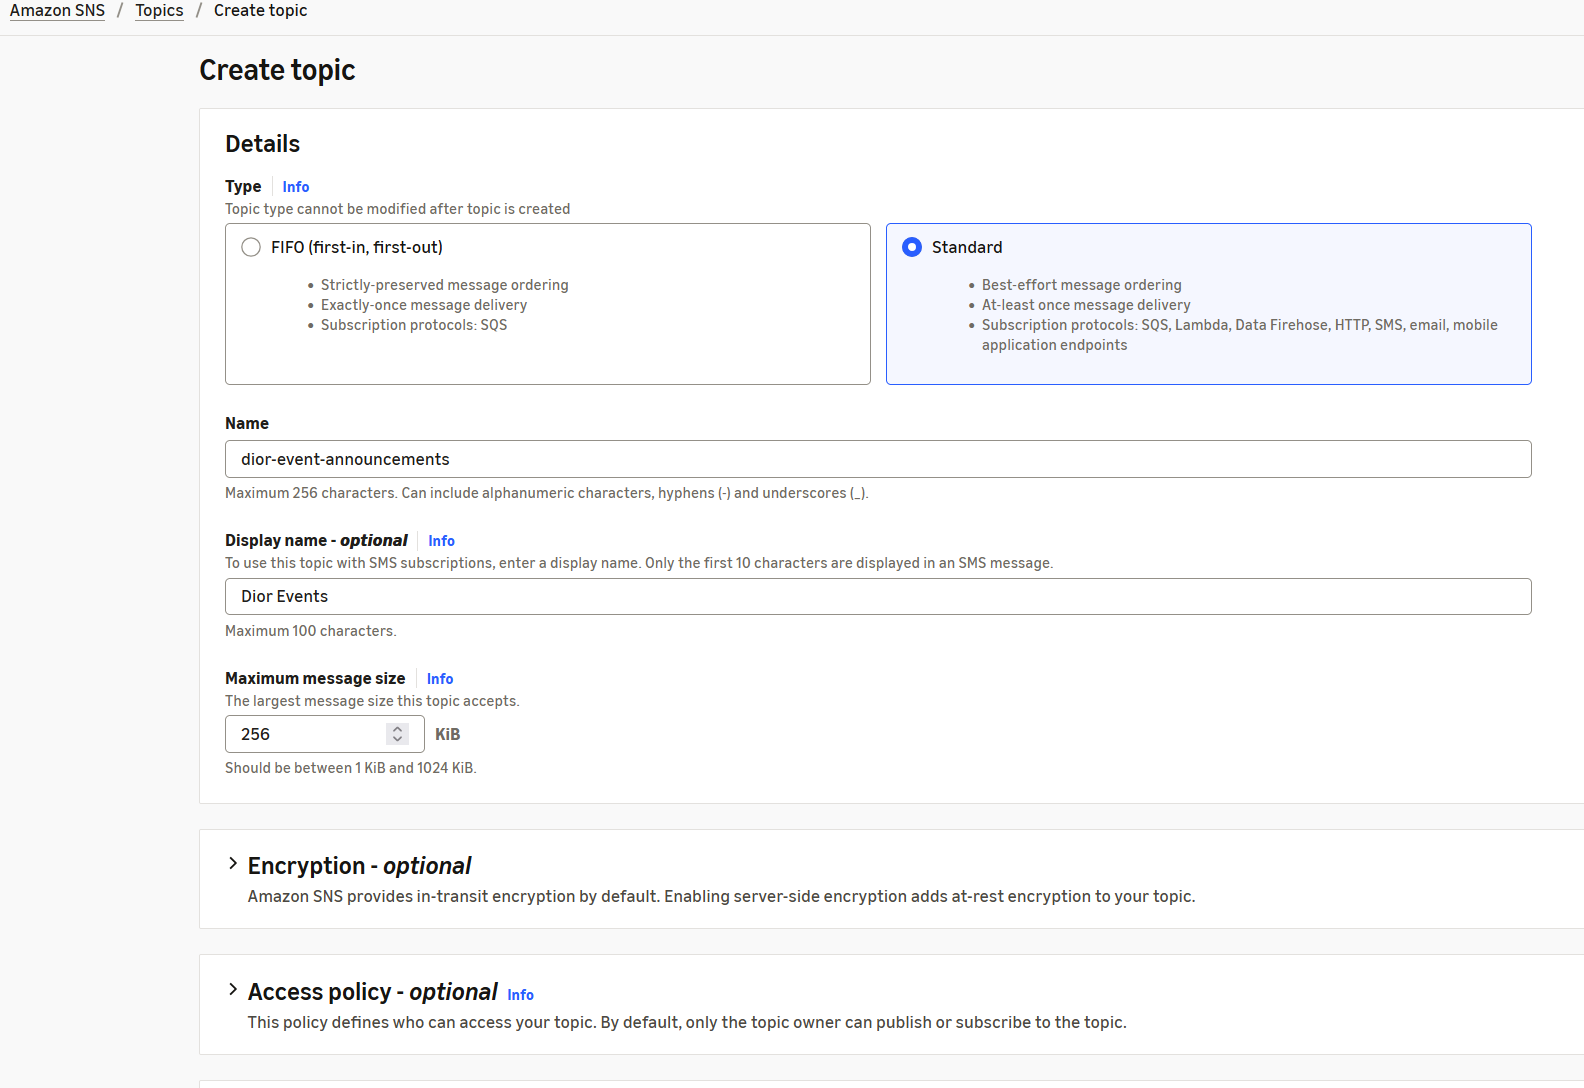 Amazon SNS / Topics / Create topic
Create topic
Details
Type Info
Topic type cannot be modified after topic is created
FIFO (first-in, first-out)
• Strictly-preserved message ordering
• Exactly-once message delivery
• Subscription protocols: SQS
Standard
• Best-effort message ordering
• At-least once message delivery
• Subscription protocols: SQS, Lambda, Data Firehose, HTTP, SMS, email, mobile
application endpoints
Name
dior-event-announcements
Maximum 256 characters. Can include alphanumeric characters, hyphens (-) and underscores (_).
Display name - optional Info
To use this topic with SMS subscriptions, enter a display name. Only the first 10 characters are displayed in an SMS message.
Dior Events
Maximum 100 characters.
Maximum message size Info
The largest message size this topic accepts.
256 KiB
Should be between 1 KiB and 1024 KiB.
Encryption - optional
Amazon SNS provides in-transit encryption by default. Enabling server-side encryption adds at-rest encryption to your topic.
Access policy - optional Info
This policy defines who can access your topic. By default, only the topic owner can publish or subscribe to the topic.